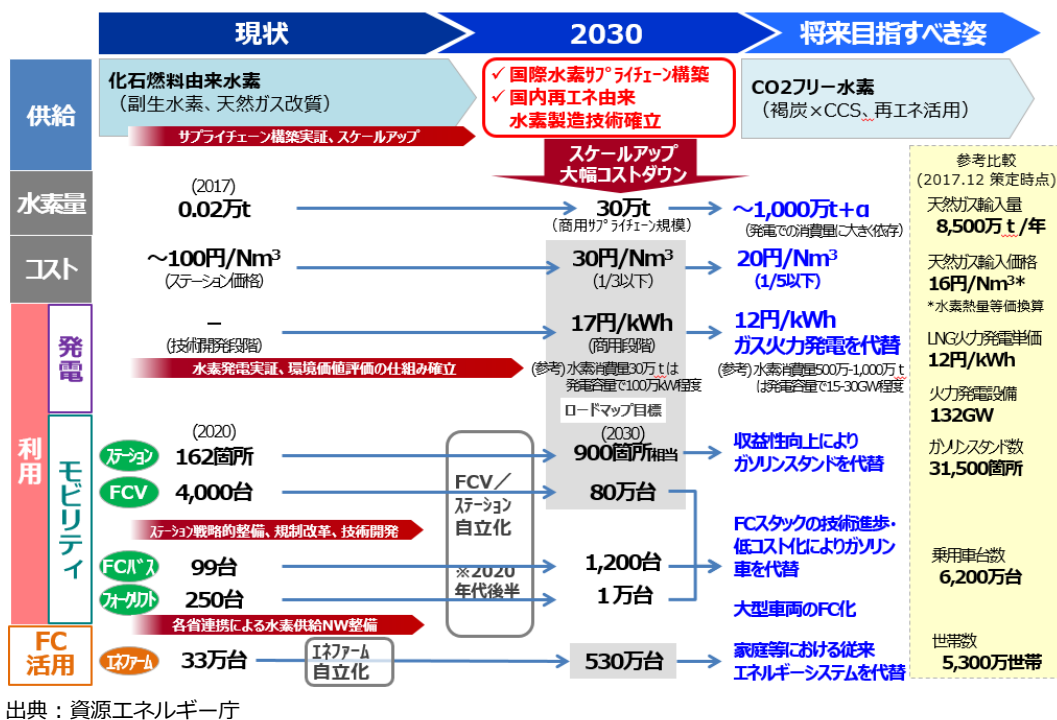 現状
2030
将来目指すべき姿
供給
化石燃料由来水素
（副生水素、天然ガス改質）
✓国際水素ｻﾌﾟﾗｲﾁｪｰﾝ構築
✓国内再エネ由来
水素製造技術確立
CO2フリー水素
（褐炭×CCS、再エネ活用）
サプライチェーン構築実証、スケールアップ
スケールアップ
大幅コストダウン
参考比較
(2017.12 策定時点)
水素量
(2017)
0.02万t
30万t
(商用ｻﾌﾟﾗｲﾁｪｰﾝ規模)
～1,000万t+α
(発電での消費量に大きく依存)
天然ガス輸入量
8,500万ｔ/年
コスト
～100円/Nm³
(ステーション価格)
30円/Nm³
(1/3以下)
20円/Nm³
(1/5以下)
天然ガス輸入価格
16円/Nm³*
*水素熱量等価換算
利用
発電
－
(技術開発段階)
17円/kWh
(商用段階)
12円/kWh
ガス火力発電を代替
LNG火力発電単価
12円/kWh
水素発電実証、環境価値評価の仕組み確立
(参考)水素消費量30万ｔは
発電容量で100万kW程度
(参考)水素消費量500万-1,000万ｔ
は発電容量で15-30GW程度
火力発電設備
132GW
ロードマップ目標
モビリティ
(2020)
(2030)
ステーション
162箇所
900箇所相当
収益性向上により
ガソリンスタンドを代替
ガソリンスタンド数
31,500箇所
FCV
4,000台
FCV／
ｽﾃｰｼｮﾝ
自立化
※2020
年代後半
80万台
ステーション戦略的整備、規制改革、技術開発
FCスタックの技術進歩・
低コスト化によりガソリン
車を代替
FCバス
99台
1,200台
乗用車台数
6,200万台
フォークリフト
250台
1万台
大型車両のFC化
各省連携による水素供給NW整備
FC
活用
エネファーム
33万台
ｴﾈﾌｧｰﾑ
自立化
530万台
家庭等における従来
エネルギーシステムを代替
世帯数
5,300万世帯
出典：資源エネルギー庁